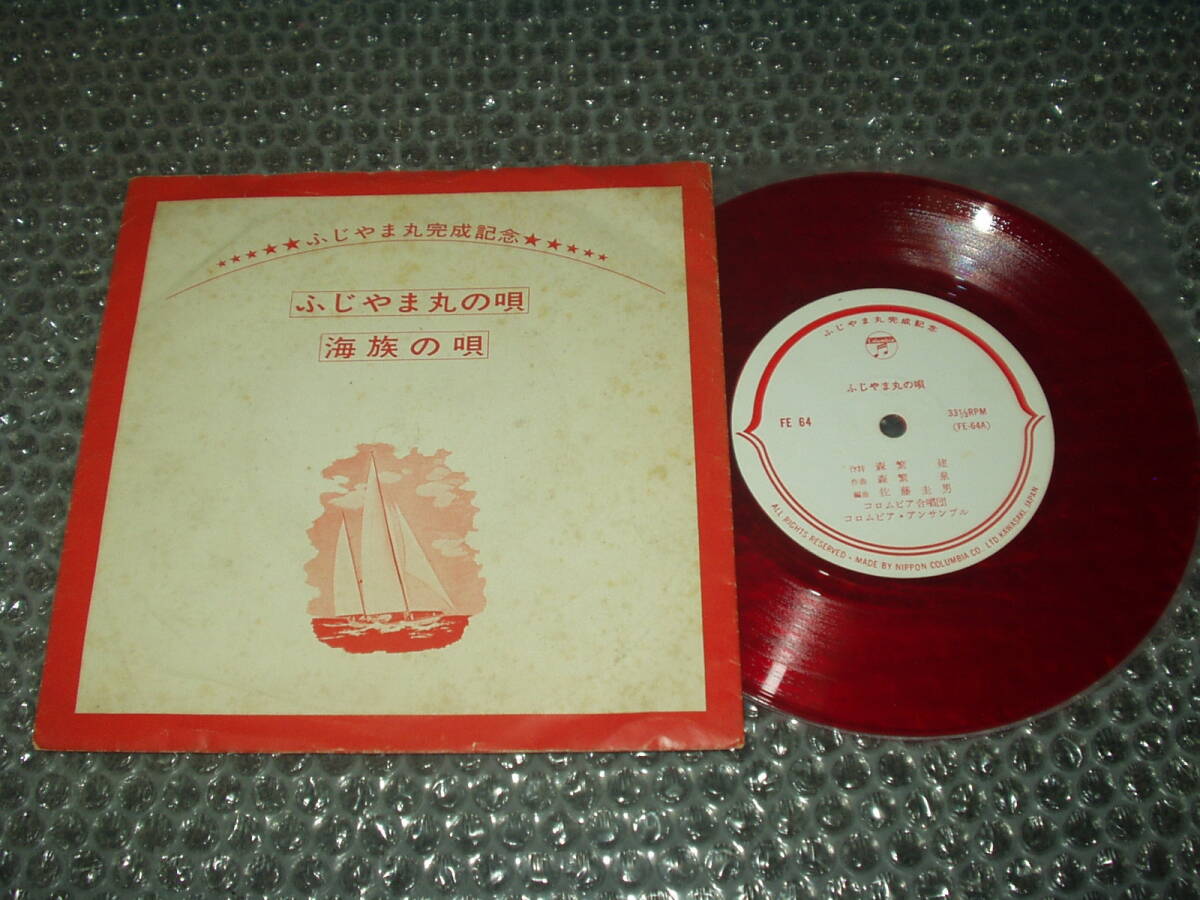 ★★★★★ふじやま丸完成記念★★★★★
ふじやま丸の唄
海族の唄
ふじやま丸完成記念
Columbia
ふじやま丸の唄
FE 64
33⅓RPM
(FE-64A)
作詩 森繁 建
作曲 森繁 泉
編曲 佐藤圭男
コロムビア合唱団
コロムビア・アンサンブル
ALL RIGHTS RESERVED • MADE BY NIPPON COLUMBIA CO. LTD. KAWASAKI, JAPAN